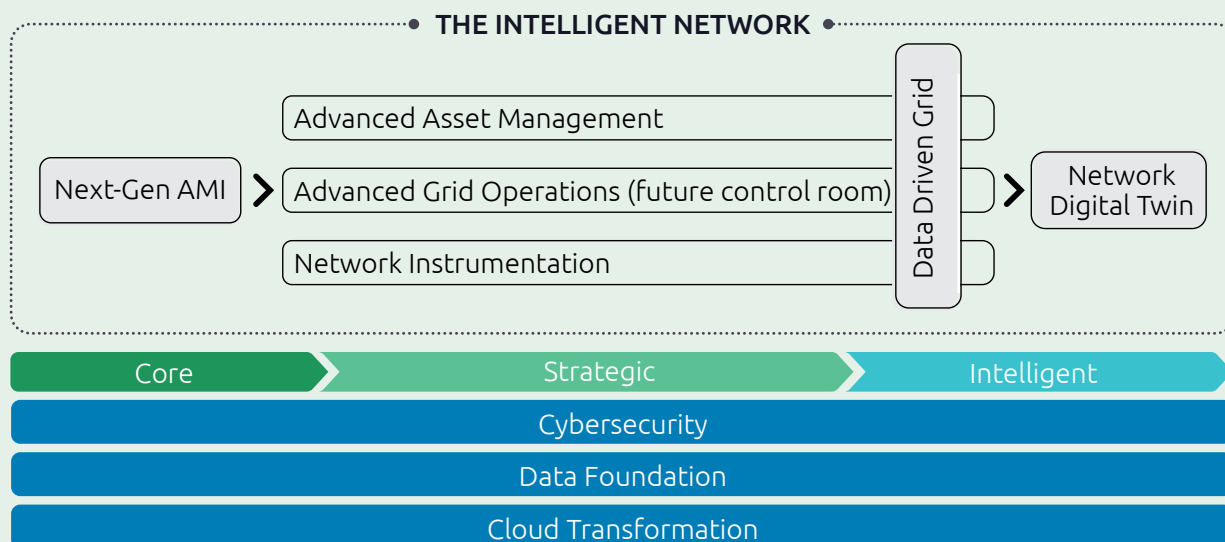 THE INTELLIGENT NETWORK
Advanced Asset Management
Next-Gen AMI
Advanced Grid Operations (future control room)
Network Instrumentation
Data Driven Grid
Network
Digital Twin
Core
Strategic
Intelligent
Cybersecurity
Data Foundation
Cloud Transformation